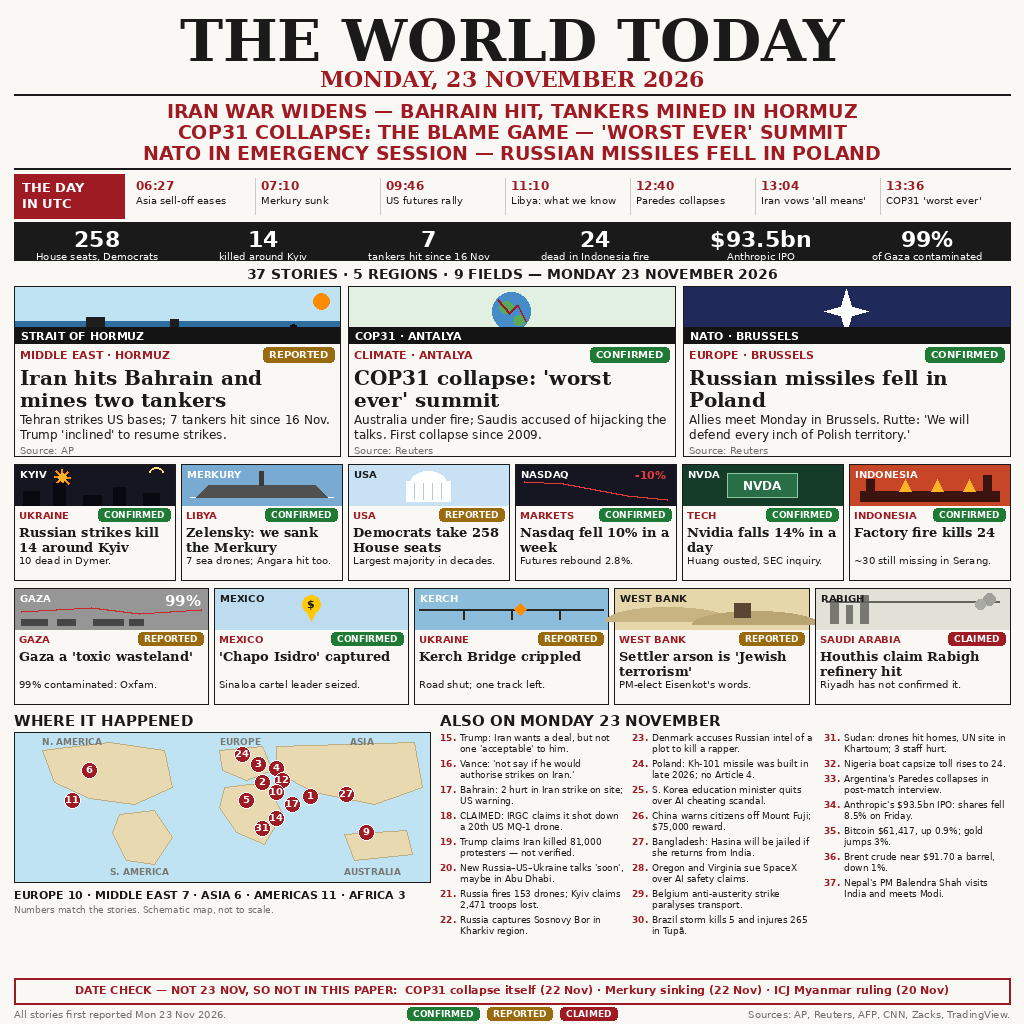 THE WORLD TODAY
MONDAY, 23 NOVEMBER 2026
IRAN WAR WIDENS — BAHRAIN HIT, TANKERS MINED IN HORMUZ
COP31 COLLAPSE: THE BLAME GAME — 'WORST EVER' SUMMIT
NATO IN EMERGENCY SESSION — RUSSIAN MISSILES FELL IN POLAND
THE DAY
IN UTC
06:27
Asia sell-off eases
07:10
Merkury sunk
09:46
US futures rally
11:10
Libya: what we know
12:40
Paredes collapses
13:04
Iran vows 'all means'
13:36
COP31 'worst ever'
258
House seats, Democrats
14
killed around Kyiv
7
tankers hit since 16 Nov
24
dead in Indonesia fire
$93.5bn
Anthropic IPO
99%
of Gaza contaminated
37 STORIES · 5 REGIONS · 9 FIELDS — MONDAY 23 NOVEMBER 2026
STRAIT OF HORMUZ
MIDDLE EAST · HORMUZ
REPORTED
Iran hits Bahrain and
mines two tankers
Tehran strikes US bases; 7 tankers hit since 16 Nov.
Trump 'inclined' to resume strikes.
Source: AP
COP31 · ANTALYA
CLIMATE · ANTALYA
CONFIRMED
COP31 collapse: 'worst
ever' summit
Australia under fire; Saudis accused of hijacking the
talks. First collapse since 2009.
Source: Reuters
NATO · BRUSSELS
EUROPE · BRUSSELS
CONFIRMED
Russian missiles fell in
Poland
Allies meet Monday in Brussels. Rutte: 'We will
defend every inch of Polish territory.'
Source: Reuters
KYIV
UKRAINE
CONFIRMED
Russian strikes kill
14 around Kyiv
10 dead in Dymer.
MERKURY
LIBYA
CONFIRMED
Zelensky: we sank
the Merkury
7 sea drones; Angara hit too.
USA
USA
REPORTED
Democrats take 258
House seats
Largest majority in decades.
NASDAQ
-10%
MARKETS
CONFIRMED
Nasdaq fell 10% in a
week
Futures rebound 2.8%.
NVDA
NVDA
TECH
CONFIRMED
Nvidia falls 14% in a
day
Huang ousted, SEC inquiry.
INDONESIA
INDONESIA
CONFIRMED
Factory fire kills 24
~30 still missing in Serang.
GAZA
99%
GAZA
REPORTED
Gaza a 'toxic wasteland'
99% contaminated: Oxfam.
MEXICO
$
MEXICO
CONFIRMED
'Chapo Isidro' captured
Sinaloa cartel leader seized.
KERCH
UKRAINE
REPORTED
Kerch Bridge crippled
Road shut; one track left.
WEST BANK
WEST BANK
REPORTED
Settler arson is 'Jewish
terrorism'
PM-elect Eisenkot's words.
RABIGH
SAUDI ARABIA
CLAIMED
Houthis claim Rabigh
refinery hit
Riyadh has not confirmed it.
WHERE IT HAPPENED
N. AMERICA
EUROPE
ASIA
S. AMERICA
AUSTRALIA
6
11
24
3
4
2
12
10
5
17
1
27
14
31
9
EUROPE 10 · MIDDLE EAST 7 · ASIA 6 · AMERICAS 11 · AFRICA 3
Numbers match the stories. Schematic map, not to scale.
ALSO ON MONDAY 23 NOVEMBER
15. Trump: Iran wants a deal, but not
one 'acceptable' to him.
16. Vance: 'not say if he would
authorise strikes on Iran.'
17. Bahrain: 2 hurt in Iran strike on site;
US warning.
18. CLAIMED: IRGC claims it shot down
a 20th US MQ-1 drone.
19. Trump claims Iran killed 81,000
protesters — not verified.
20. New Russia–US–Ukraine talks 'soon',
maybe in Abu Dhabi.
21. Russia fires 153 drones; Kyiv claims
2,471 troops lost.
22. Russia captures Sosnovy Bor in
Kharkiv region.
23. Denmark accuses Russian intel of a
plot to kill a rapper.
24. Poland: Kh-101 missile was built in
late 2026; no Article 4.
25. S. Korea education minister quits
over AI cheating scandal.
26. China warns citizens off Mount Fuji;
$75,000 reward.
27. Bangladesh: Hasina will be jailed if
she returns from India.
28. Oregon and Virginia sue SpaceX
over AI safety claims.
29. Belgium anti-austerity strike
paralyses transport.
30. Brazil storm kills 5 and injures 265
in Tupã.
31. Sudan: drones hit homes, UN site in
Khartoum; 3 staff hurt.
32. Nigeria boat capsize toll rises to 24.
33. Argentina's Paredes collapses in
post-match interview.
34. Anthropic's $93.5bn IPO: shares fell
8.5% on Friday.
35. Bitcoin $61,417, up 0.9%; gold
jumps 3%.
36. Brent crude near $91.70 a barrel,
down 1%.
37. Nepal's PM Balendra Shah visits
India and meets Modi.
DATE CHECK — NOT 23 NOV, SO NOT IN THIS PAPER: COP31 collapse itself (22 Nov) · Merkury sinking (22 Nov) · ICJ Myanmar ruling (20 Nov)
All stories first reported Mon 23 Nov 2026.
CONFIRMED
REPORTED
CLAIMED
Sources: AP, Reuters, AFP, CNN, Zacks, TradingView.